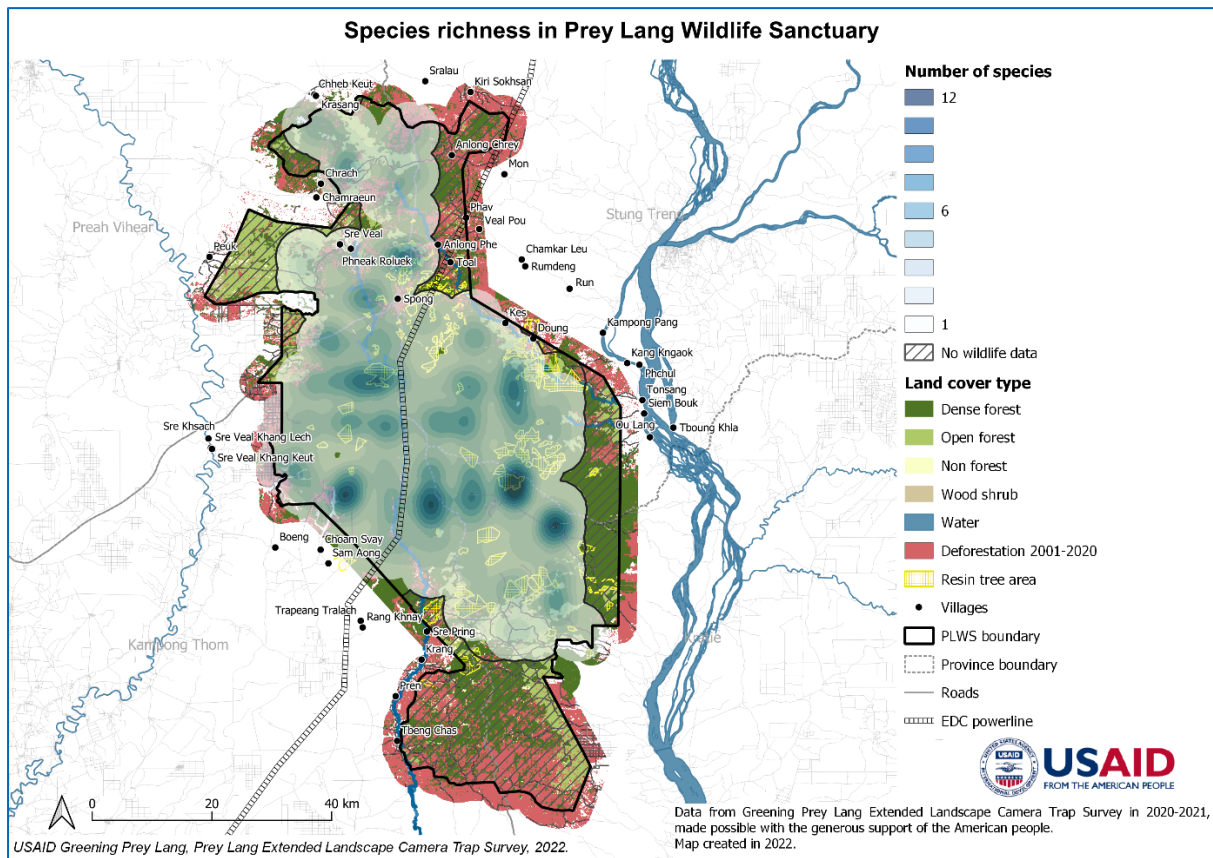 Species richness in Prey Lang Wildlife Sanctuary
Sralau
Chheb Keut
Kiri Sokhsan
Krasang
Anlong Chrey
Mon
Chrach
Chamraeun
Phav
Stung Treng
Preah Vihear
Veal Pou
Sre Veal
Peuk
Phneak Roluek
Anlong Phe
Toal
Chamkar Leu
Rumdeng
Run
Spong
Kes
Doung
Kampong Pang
Kang Kngaok
Phchul
Tonsang
Siem Bouk
Ou Lang
Tboung Khla
Sre Khsach
Sre Veal Khang Lech
Sre Veal Khang Keut
Boeng
Choam Svay
Sam Aong
Trapeang Tralach
Rang Khnay
Sre Pring
Kampong Thom
Kratie
Krang
Pren
Tbeng Chas
0 20 40 km
USAID Greening Prey Lang, Prey Lang Extended Landscape Camera Trap Survey, 2022.
Number of species
12
6
1
No wildlife data
Land cover type
Dense forest
Open forest
Non forest
Wood shrub
Water
Deforestation 2001-2020
Resin tree area
Villages
PLWS boundary
Province boundary
Roads
EDC powerline
UNITED STATES AGENCY
INTERNATIONAL DEVELOPMENT
USAID
USAID
FROM THE AMERICAN PEOPLE
Data from Greening Prey Lang Extended Landscape Camera Trap Survey in 2020-2021,
made possible with the generous support of the American people.
Map created in 2022.